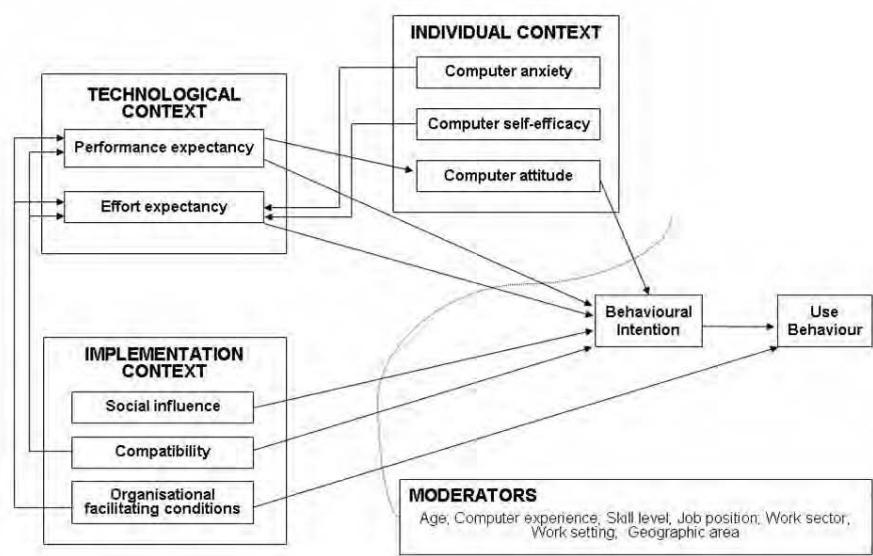 INDIVIDUAL CONTEXT
Computer anxiety
Computer self-efficacy
Computer attitude
TECHNOLOGICAL
CONTEXT
Performance expectancy
Effort expectancy
Behavioural
Intention
Use
Behaviour
IMPLEMENTATION
CONTEXT
Social influence
Compatibility
Organisational
facilitating conditions
MODERATORS
Age, Computer experience, Skill level, Job position, Work sector,
Work setting, Geographic area